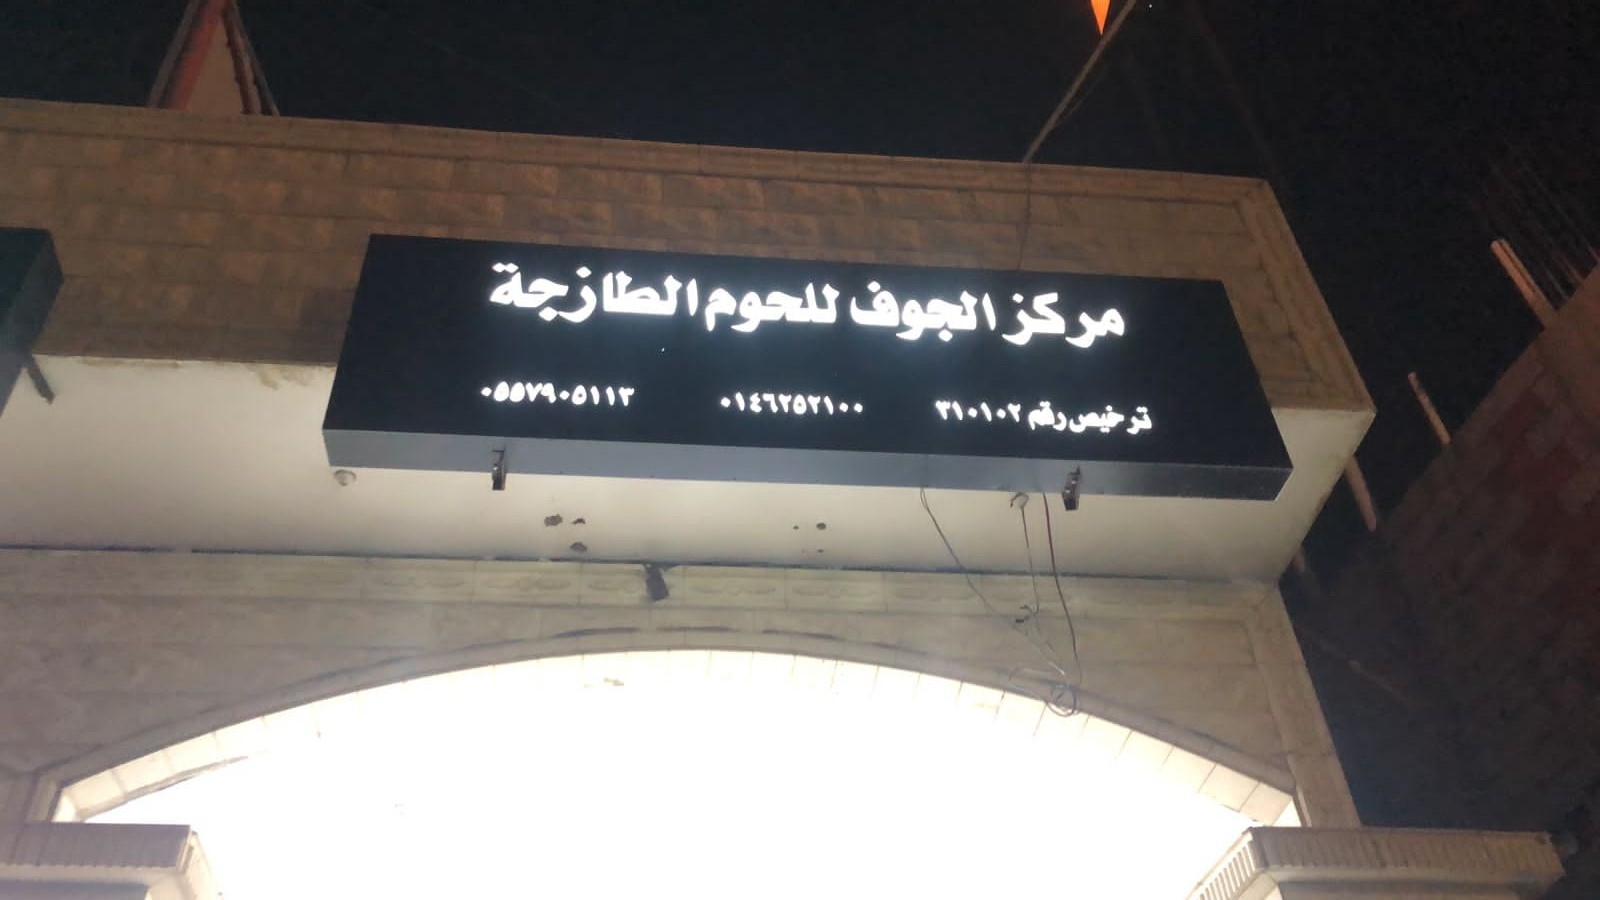 مركز الجوف للحوم الطازجة
ترخيص رقم ٣١٠١٠٢ ٠١٤٦٢٥٢١٠٠ ٠٥٥٧٩٠٥١١٣